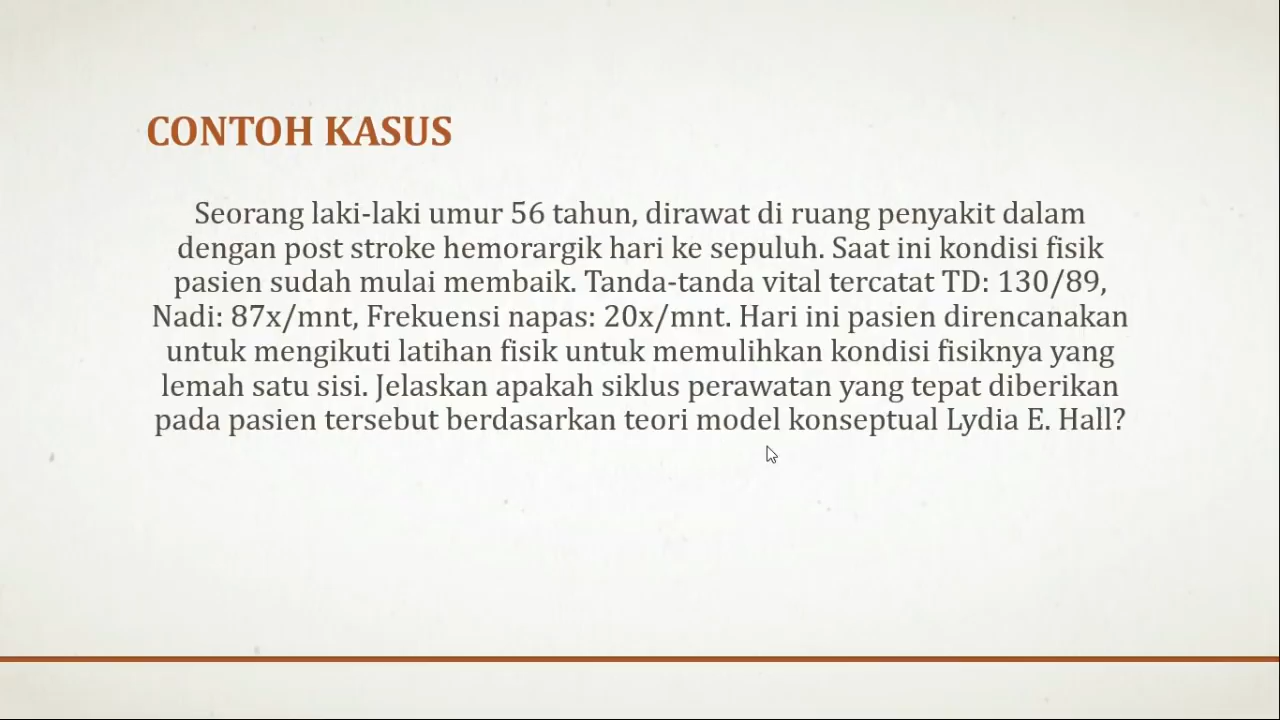 CONTOH KASUS
Seorang laki-laki umur 56 tahun, dirawat di ruang penyakit dalam
dengan post stroke hemorargik hari ke sepuluh. Saat ini kondisi fisik
pasien sudah mulai membaik. Tanda-tanda vital tercatat TD: 130/89,
Nadi: 87x/mnt, Frekuensi napas: 20x/mnt. Hari ini pasien direncanakan
untuk mengikuti latihan fisik untuk memulihkan kondisi fisiknya yang
lemah satu sisi. Jelaskan apakah siklus perawatan yang tepat diberikan
pada pasien tersebut berdasarkan teori model konseptual Lydia E. Hall?